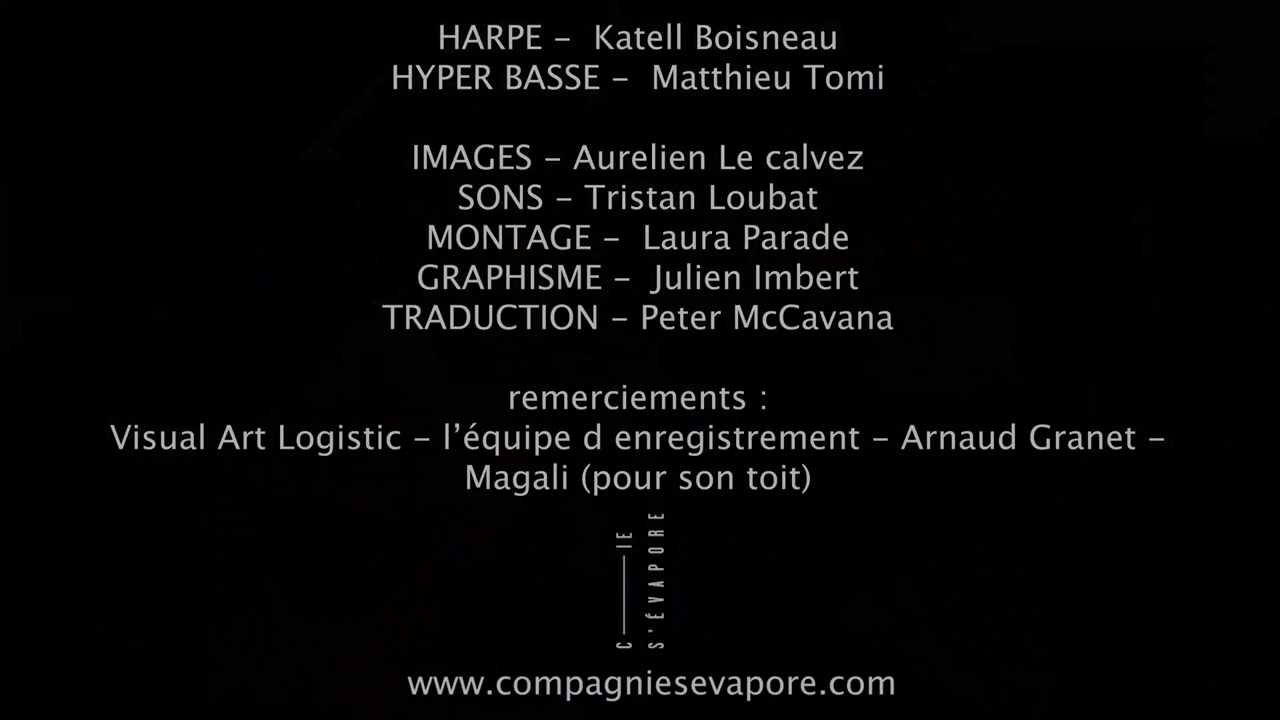 HARPE – Katell Boisneau
HYPER BASSE – Matthieu Tomi
IMAGES – Aurelien Le calvez
SONS – Tristan Loubat
MONTAGE – Laura Parade
GRAPHISME – Julien Imbert
TRADUCTION – Peter McCavana
remerciements :
Visual Art Logistic – l’équipe d enregistrement – Arnaud Granet –
Magali (pour son toit)
C——IE
S'ÉVAPORE
www.compagniesevapore.com